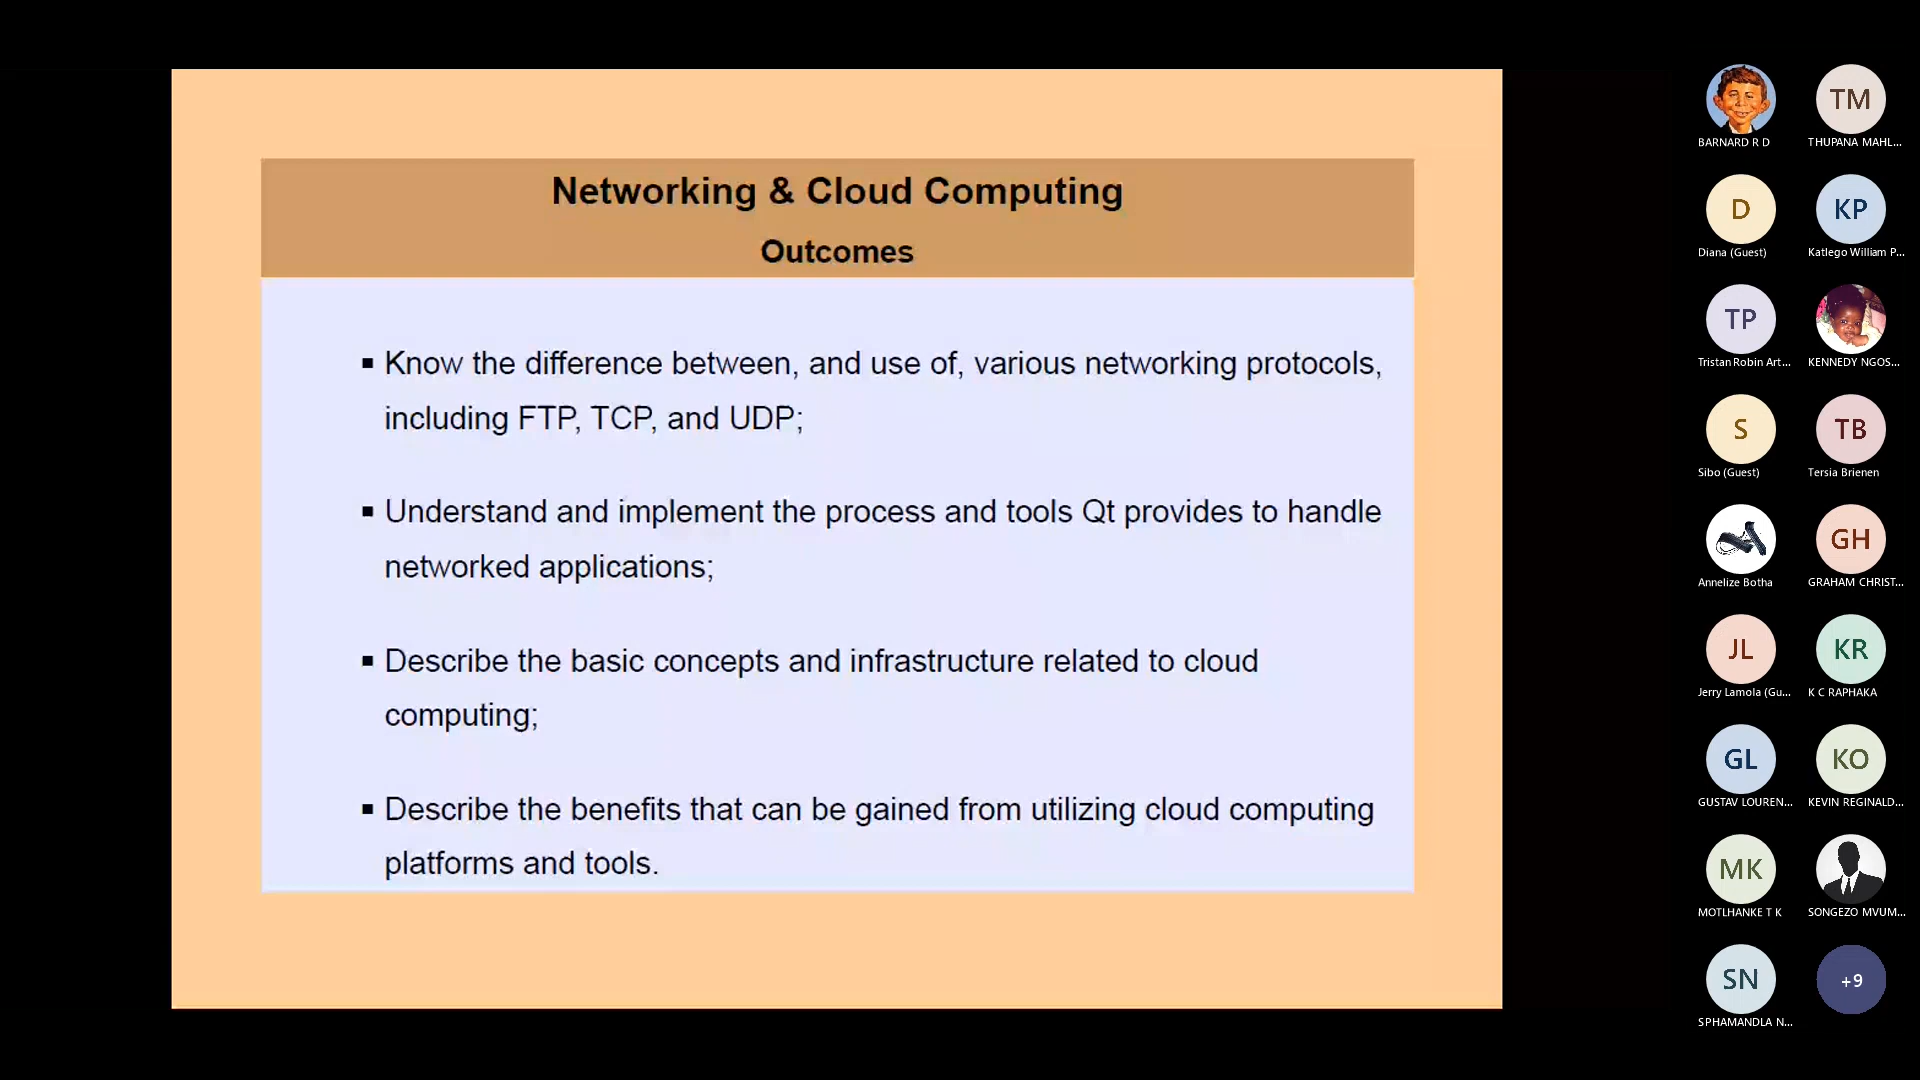 Networking & Cloud Computing
Outcomes
▪ Know the difference between, and use of, various networking protocols,
including FTP, TCP, and UDP;
▪ Understand and implement the process and tools Qt provides to handle
networked applications;
▪ Describe the basic concepts and infrastructure related to cloud
computing;
▪ Describe the benefits that can be gained from utilizing cloud computing
platforms and tools.
TM
BARNARD R D
THUPANA MAHL...
D
KP
Diana (Guest)
Katlego William P...
TP
Tristan Robin Art...
KENNEDY NGOS...
S
TB
Sibo (Guest)
Tersia Brienen
GH
Annelize Botha
GRAHAM CHRIST...
JL
KR
Jerry Lamola (Gu...
K C RAPHAKA
GL
KO
GUSTAV LOUREN...
KEVIN REGINALD...
MK
MOTLHANKE T K
SONGEZO MVUM...
SN
+9
SPHAMANDLA N...